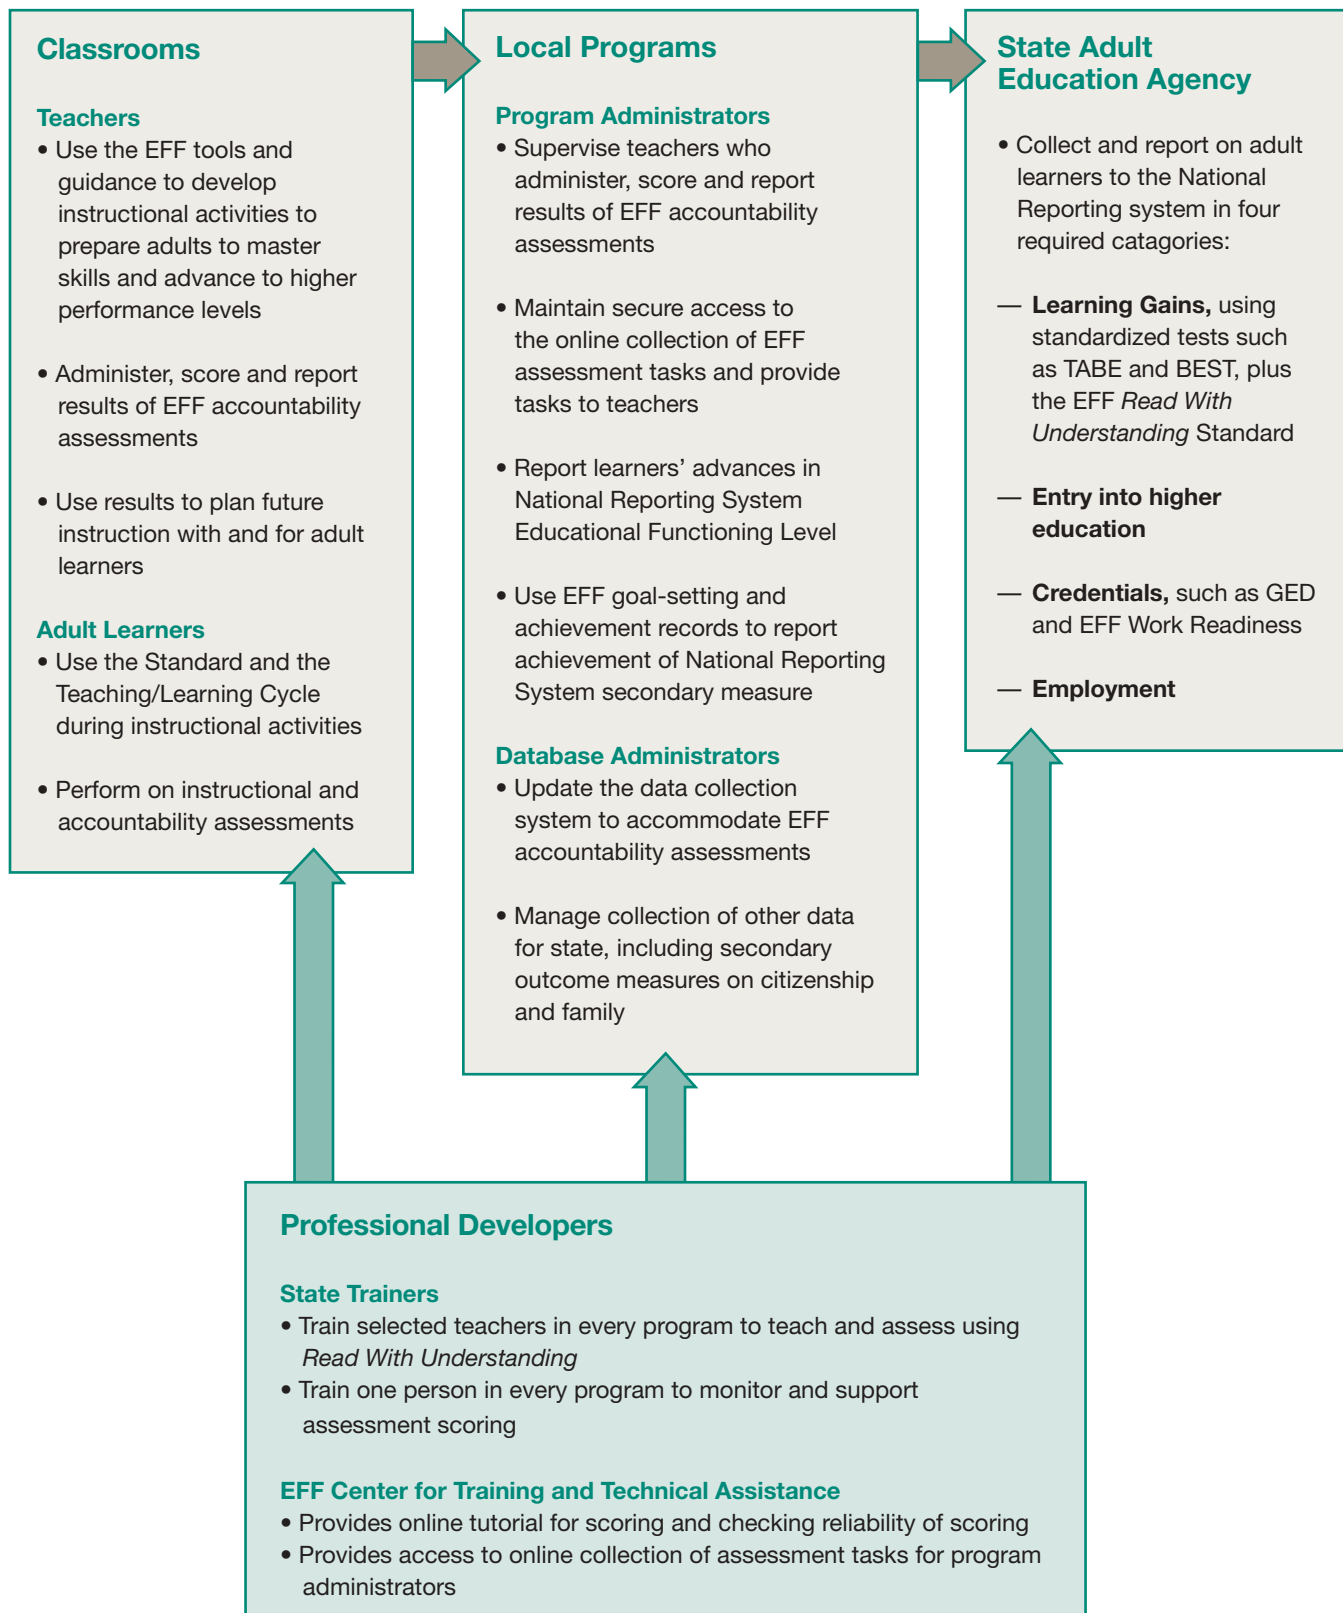 Classrooms
Teachers
• Use the EFF tools and
guidance to develop
instructional activities to
prepare adults to master
skills and advance to higher
performance levels
• Administer, score and report
results of EFF accountability
assessments
• Use results to plan future
instruction with and for adult
learners
Adult Learners
• Use the Standard and the
Teaching/Learning Cycle
during instructional activities
• Perform on instructional and
accountability assessments
Local Programs
Program Administrators
• Supervise teachers who
administer, score and report
results of EFF accountability
assessments
• Maintain secure access to
the online collection of EFF
assessment tasks and provide
tasks to teachers
• Report learners’ advances in
National Reporting System
Educational Functioning Level
• Use EFF goal-setting and
achievement records to report
achievement of National Reporting
System secondary measure
Database Administrators
• Update the data collection
system to accommodate EFF
accountability assessments
• Manage collection of other data
for state, including secondary
outcome measures on citizenship
and family
State Adult
Education Agency
• Collect and report on adult
learners to the National
Reporting system in four
required catagories:
— Learning Gains, using
standardized tests such
as TABE and BEST, plus
the EFF Read With
Understanding Standard
— Entry into higher
education
— Credentials, such as GED
and EFF Work Readiness
— Employment
Professional Developers
State Trainers
• Train selected teachers in every program to teach and assess using
Read With Understanding
• Train one person in every program to monitor and support
assessment scoring
EFF Center for Training and Technical Assistance
• Provides online tutorial for scoring and checking reliability of scoring
• Provides access to online collection of assessment tasks for program
administrators